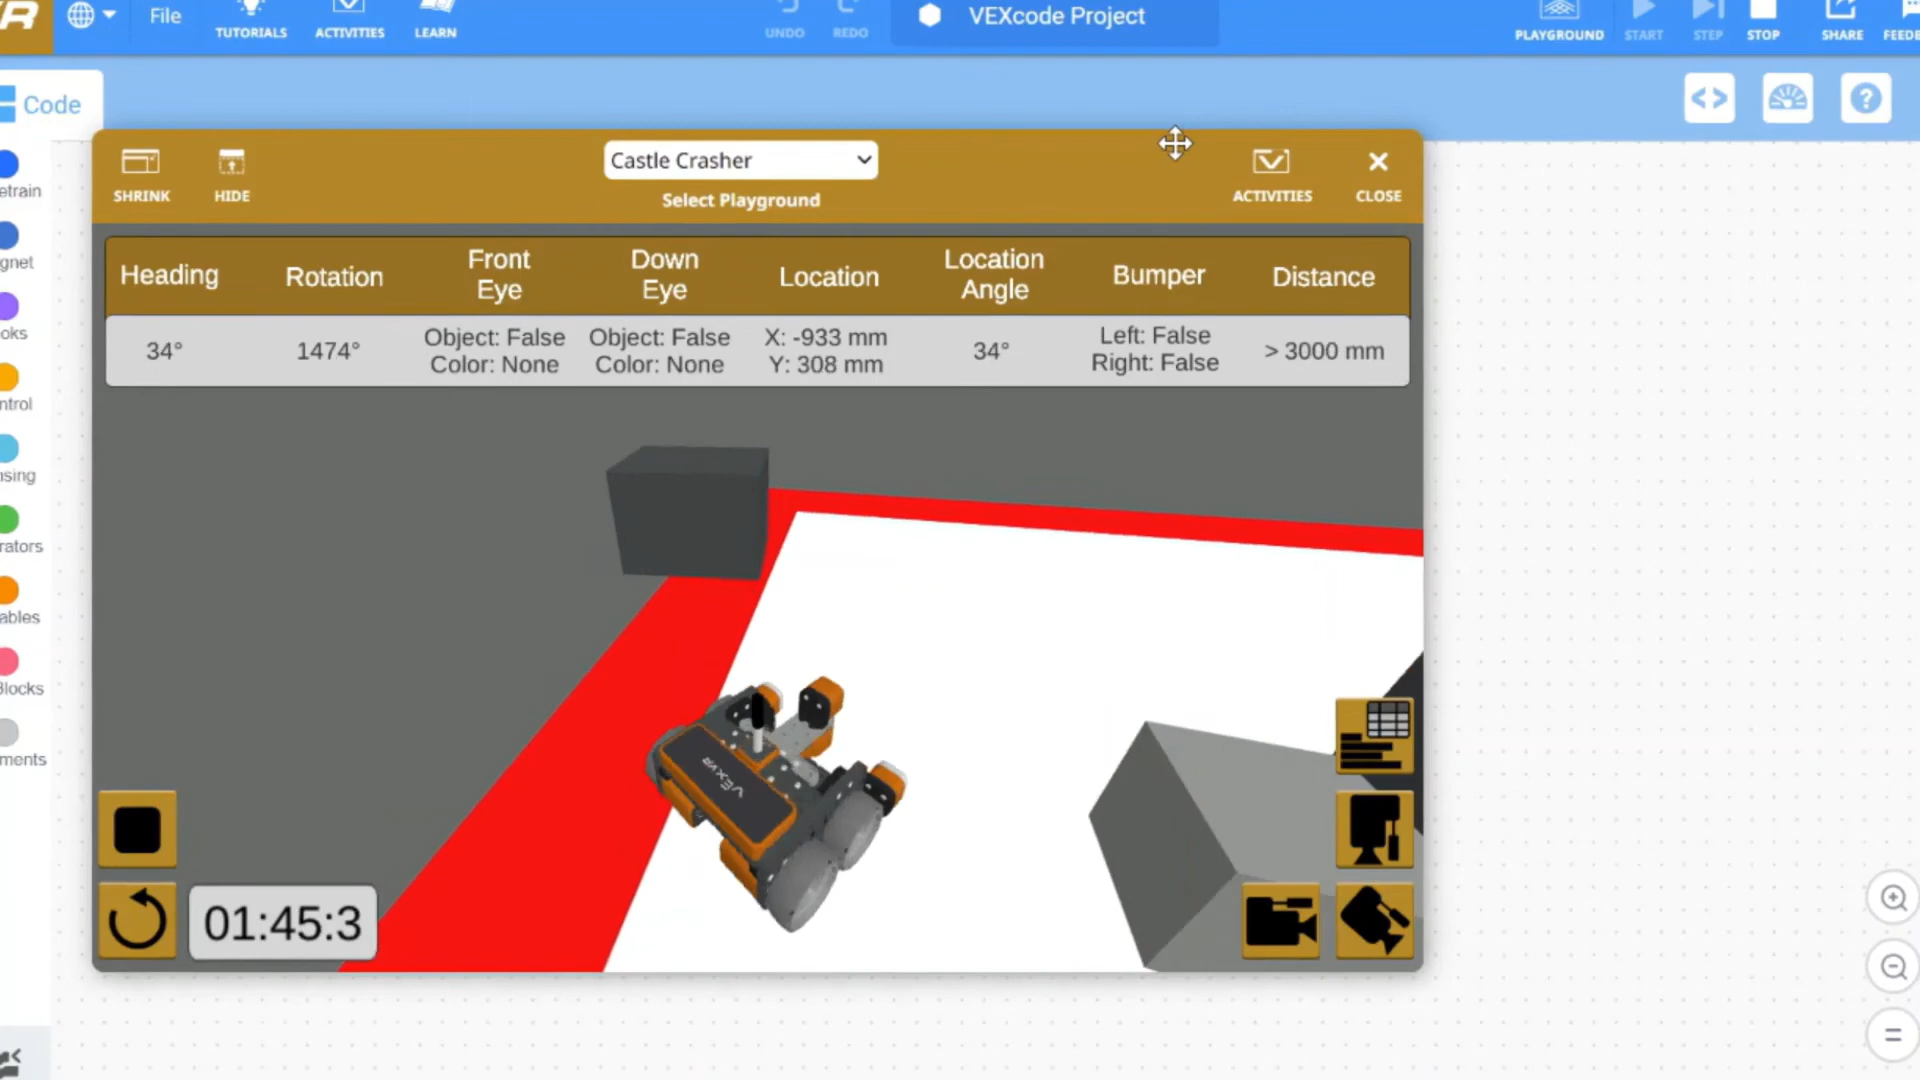 File
TUTORIALS
ACTIVITIES
LEARN
UNDO
REDO
VEXcode Project
PLAYGROUND
START
STEP
STOP
SHARE
FEEDB
Code
etrain
gnet
oks
ntrol
nsing
rators
ables
Blocks
ments
SHRINK
HIDE
Castle Crasher
Select Playground
ACTIVITIES
CLOSE
Heading
Rotation
Front
Eye
Down
Eye
Location
Location
Angle
Bumper
Distance
34°
1474°
Object: False
Color: None
Object: False
Color: None
X: -933 mm
Y: 308 mm
34°
Left: False
Right: False
> 3000 mm
VEX VR
01:45:3